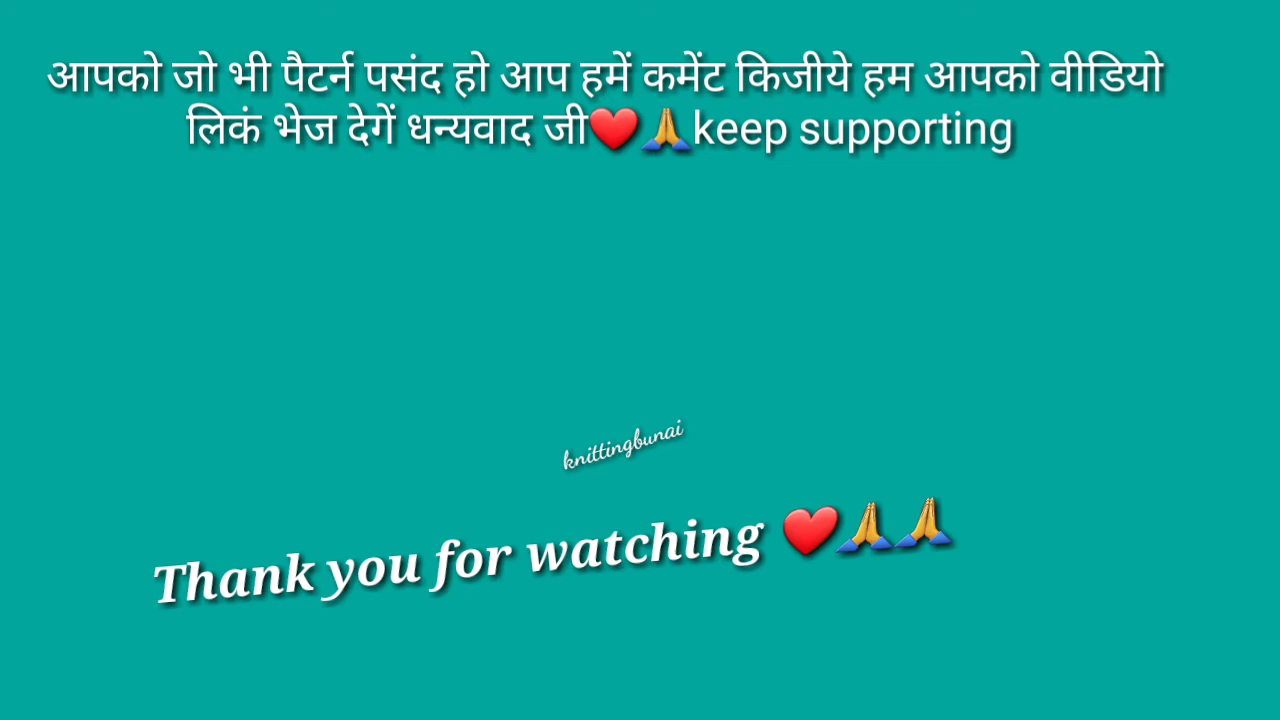 आपको जो भी पैटर्न पसंद हो आप हमें कमेंट किजीये हम आपको वीडियो
लिकं भेज देगें धन्यवाद जी❤️🙏keep supporting
knittingbunai
Thank you for watching ❤️🙏🙏